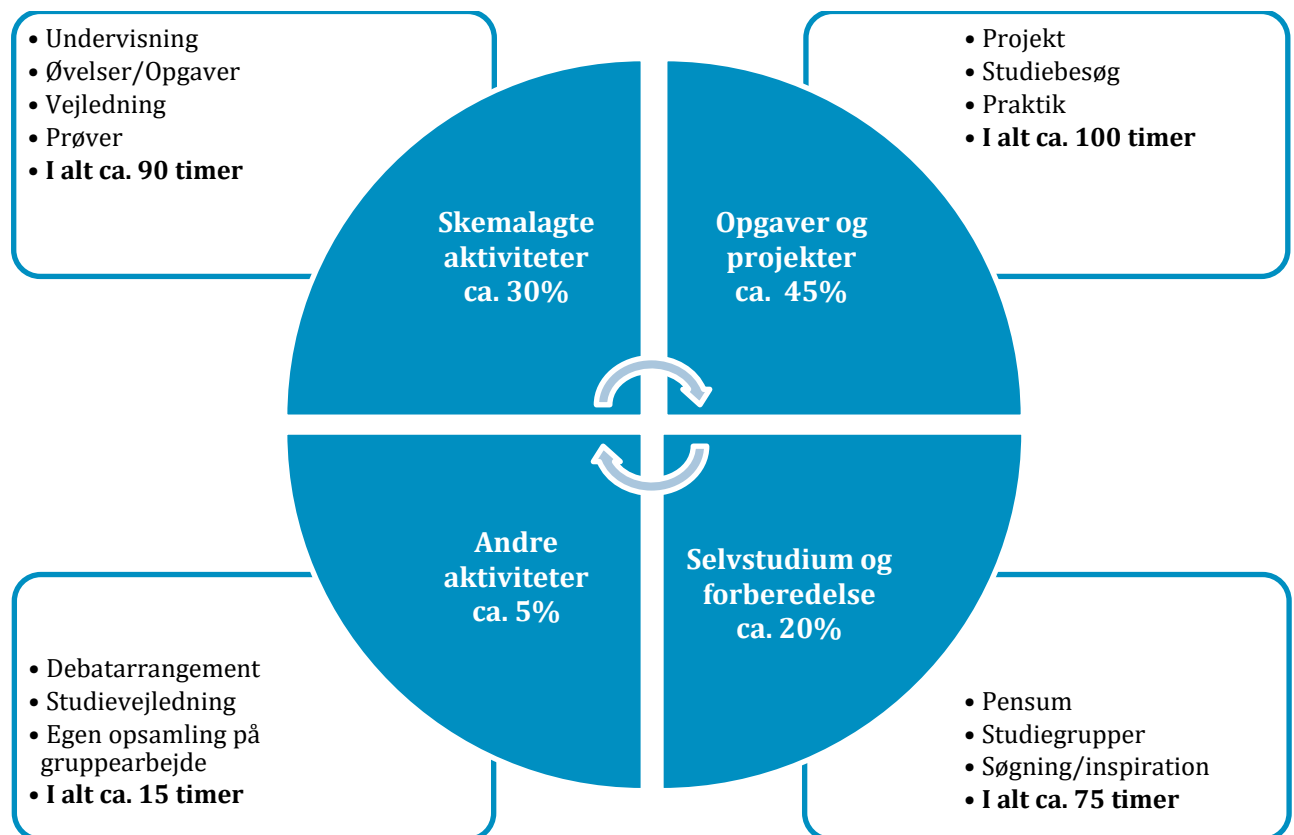 • Undervisning
• Øvelser/Opgaver
• Vejledning
• Prøver
• I alt ca. 90 timer
• Projekt
• Studiebesøg
• Praktik
• I alt ca. 100 timer
Skemalagte
aktiviteter
ca. 30%
Opgaver og
projekter
ca. 45%
Andre
aktiviteter
ca. 5%
Selvstudium og
forberedelse
ca. 20%
• Debatarrangement
• Studievejledning
• Egen opsamling på
gruppearbejde
• I alt ca. 15 timer
• Pensum
• Studiegrupper
• Søgning/inspiration
• I alt ca. 75 timer